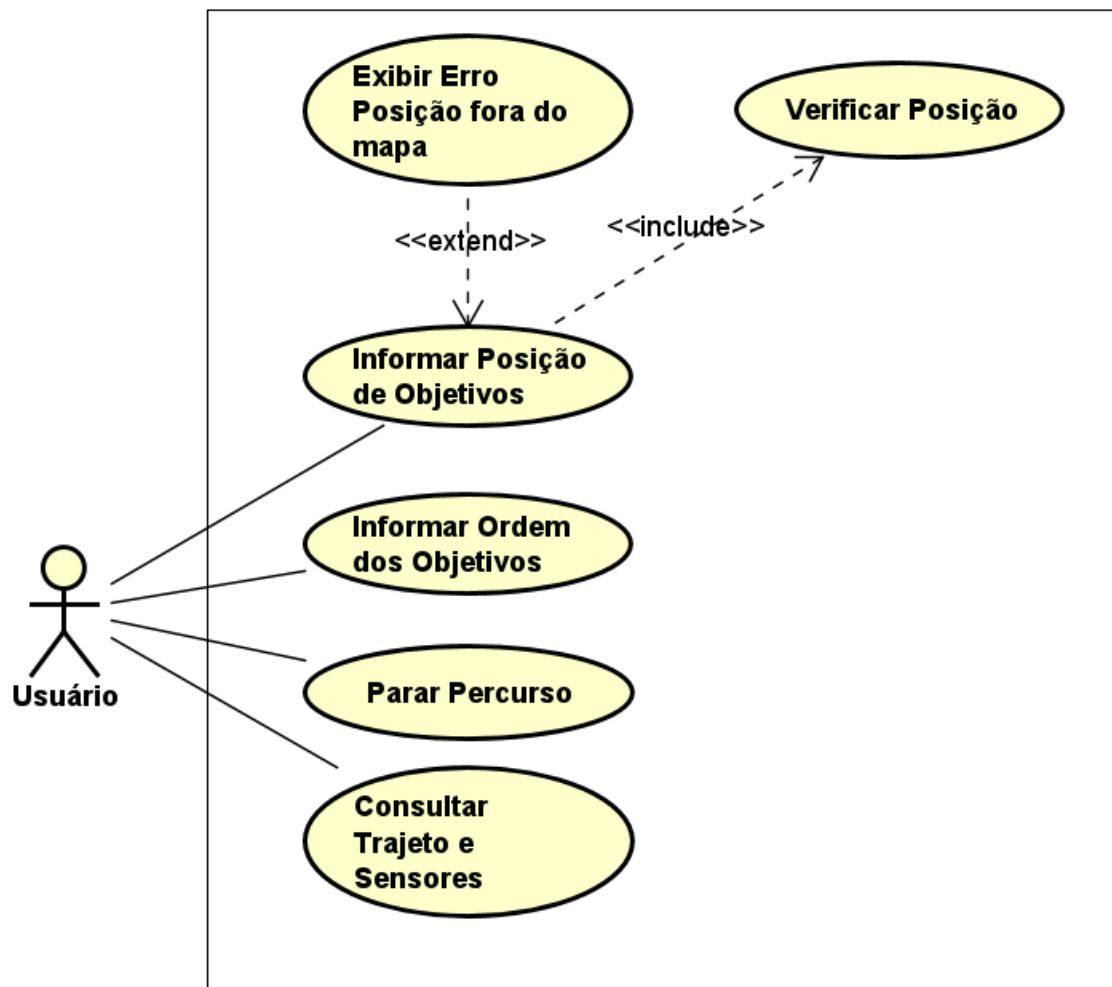 Exibir Erro
Posição fora do
mapa
Verificar Posição
<<extend>>
<<include>>
Informar Posição
de Objetivos
Informar Ordem
dos Objetivos
Parar Percurso
Usuário
Consultar
Trajeto e
Sensores